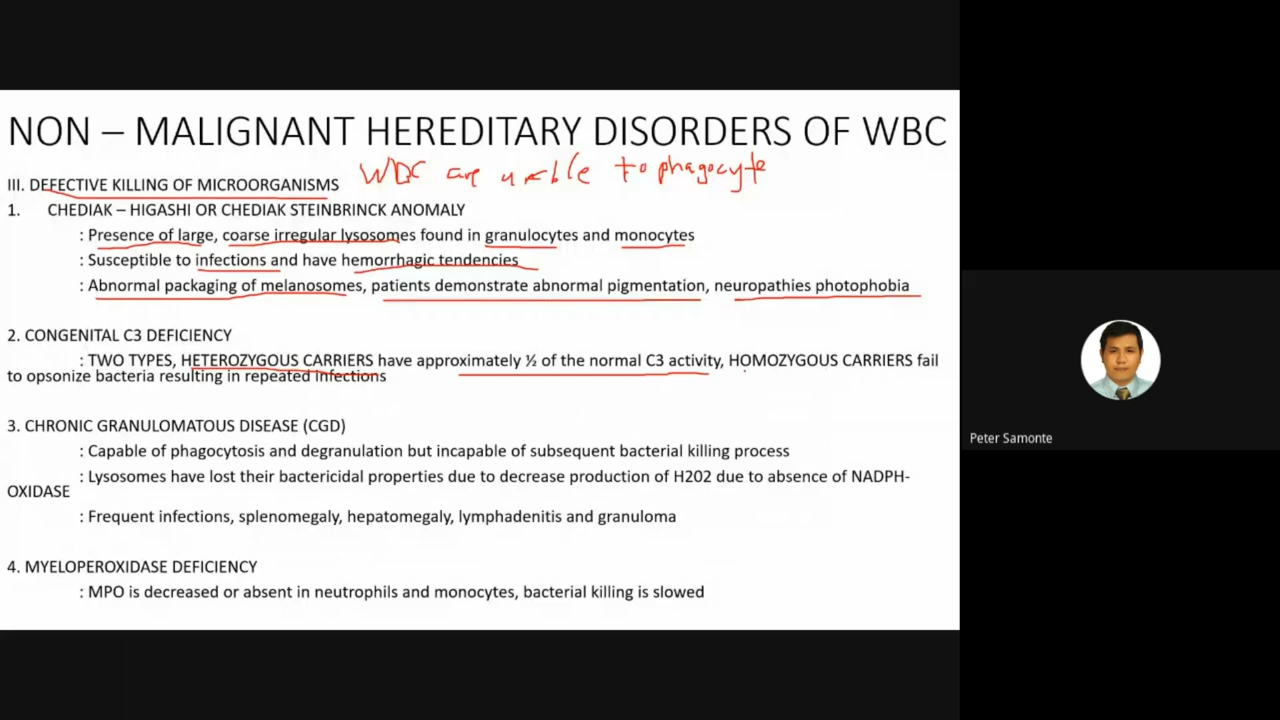 NON – MALIGNANT HEREDITARY DISORDERS OF WBC
WBC are unable to phagocyte
III. DEFECTIVE KILLING OF MICROORGANISMS
1. CHEDIAK – HIGASHI OR CHEDIAK STEINBRINCK ANOMALY
: Presence of large, coarse irregular lysosomes found in granulocytes and monocytes
: Susceptible to infections and have hemorrhagic tendencies
: Abnormal packaging of melanosomes, patients demonstrate abnormal pigmentation, neuropathies photophobia
2. CONGENITAL C3 DEFICIENCY
: TWO TYPES, HETEROZYGOUS CARRIERS have approximately ½ of the normal C3 activity, HOMOZYGOUS CARRIERS fail
to opsonize bacteria resulting in repeated infections
3. CHRONIC GRANULOMATOUS DISEASE (CGD)
: Capable of phagocytosis and degranulation but incapable of subsequent bacterial killing process
: Lysosomes have lost their bactericidal properties due to decrease production of H202 due to absence of NADPH-
OXIDASE
: Frequent infections, splenomegaly, hepatomegaly, lymphadenitis and granuloma
4. MYELOPEROXIDASE DEFICIENCY
: MPO is decreased or absent in neutrophils and monocytes, bacterial killing is slowed
Peter Samonte